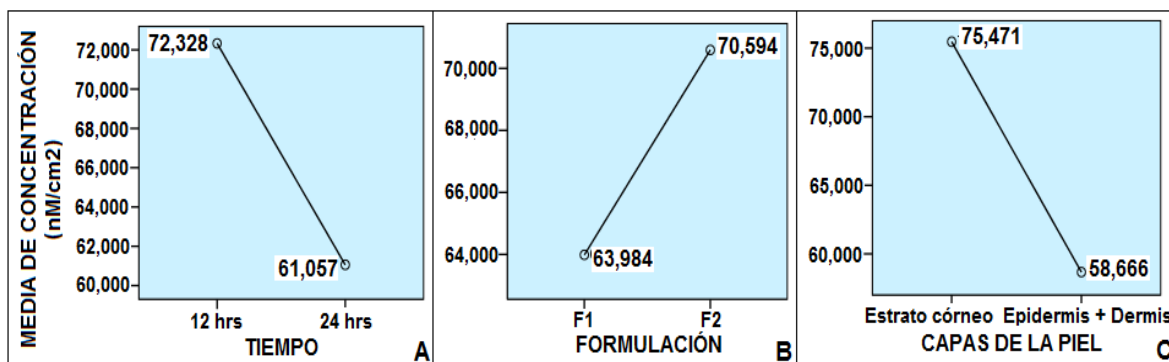 MEDIA DE CONCENTRACIÓN
(nM/cm2)
72,000
70,000
68,000
66,000
64,000
62,000
60,000
72,328
61,057
12 hrs 24 hrs
TIEMPO
A
70,000
68,000
66,000
64,000
70,594
63,984
F1 F2
FORMULACIÓN
B
75,000
70,000
65,000
60,000
75,471
58,666
Estrato córneo Epidermis + Dermis
CAPAS DE LA PIEL
C